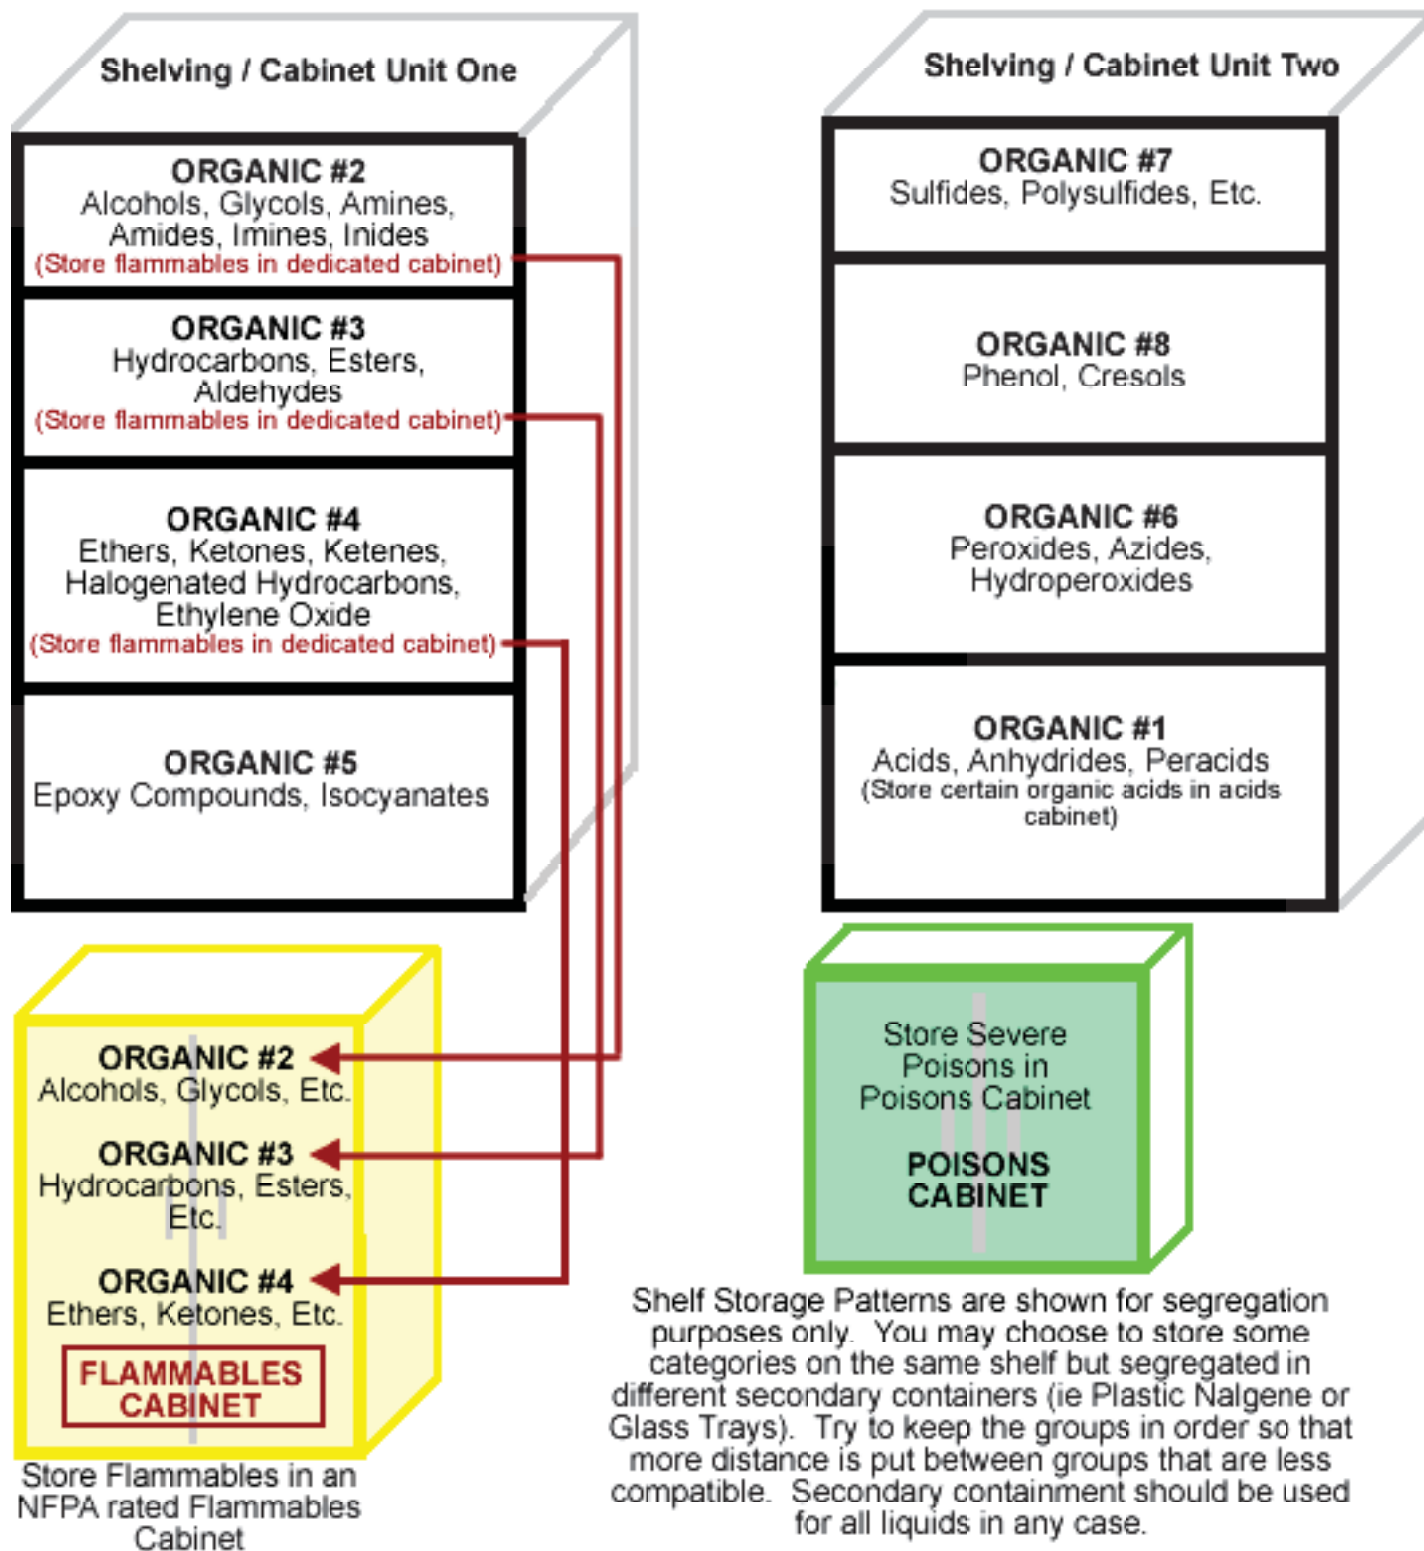 Shelving / Cabinet Unit One
ORGANIC #2
Alcohols, Glycols, Amines,
Amides, Imines, Inides
(Store flammables in dedicated cabinet)
ORGANIC #3
Hydrocarbons, Esters,
Aldehydes
(Store flammables in dedicated cabinet)
ORGANIC #4
Ethers, Ketones, Ketenes,
Halogenated Hydrocarbons,
Ethylene Oxide
(Store flammables in dedicated cabinet)
ORGANIC #5
Epoxy Compounds, Isocyanates
Shelving / Cabinet Unit Two
ORGANIC #7
Sulfides, Polysulfides, Etc.
ORGANIC #8
Phenol, Cresols
ORGANIC #6
Peroxides, Azides,
Hydroperoxides
ORGANIC #1
Acids, Anhydrides, Peracids
(Store certain organic acids in acids
cabinet)
ORGANIC #2
Alcohols, Glycols, Etc.
ORGANIC #3
Hydrocarbons, Esters,
Etc.
ORGANIC #4
Ethers, Ketones, Etc.
FLAMMABLES
CABINET
Store Flammables in an
NFPA rated Flammables
Cabinet
Store Severe
Poisons in
Poisons Cabinet
POISONS
CABINET
Shelf Storage Patterns are shown for segregation
purposes only.  You may choose to store some
categories on the same shelf but segregated in
different secondary containers (ie Plastic Nalgene or
Glass Trays).  Try to keep the groups in order so that
more distance is put between groups that are less
compatible.  Secondary containment should be used
for all liquids in any case.